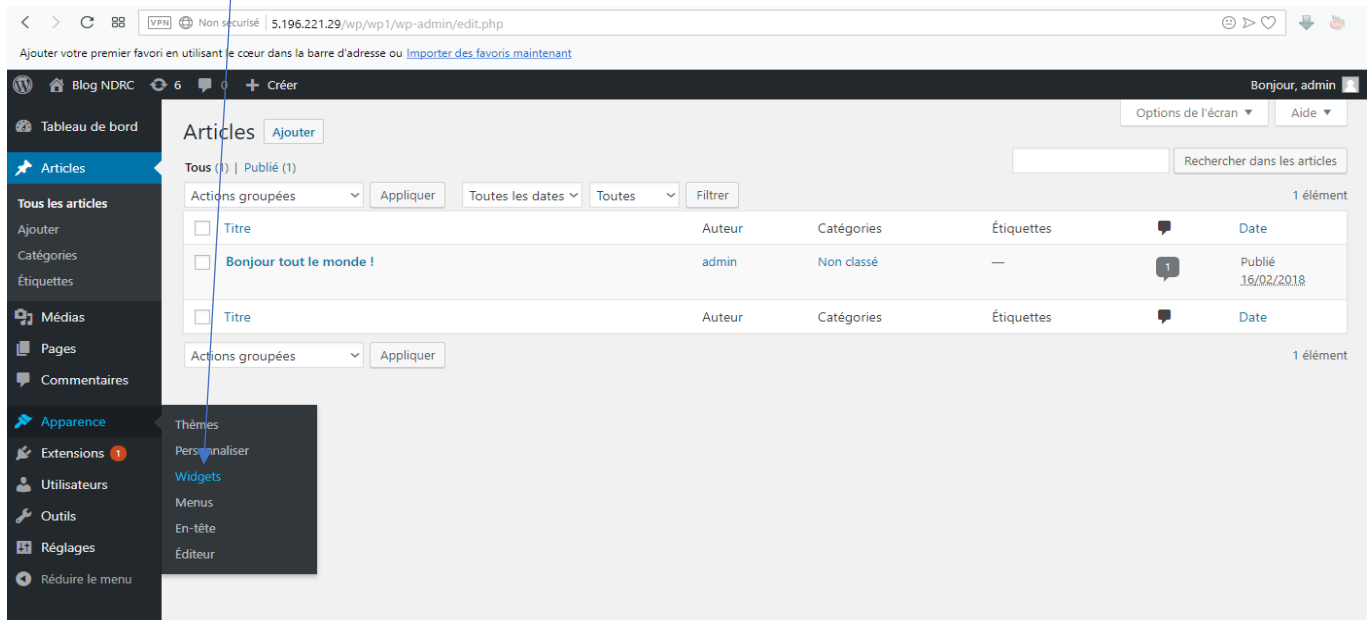 VPN Non sécurisé 5.196.221.29/wp/wp1/wp-admin/edit.php
Ajouter votre premier favori en utilisant le cœur dans la barre d'adresse ou Importer des favoris maintenant
Blog NDRC 6 0 Créer Bonjour, admin
Options de l'écran Aide
Tableau de bord
Articles
Tous les articles
Ajouter
Catégories
Étiquettes
Médias
Pages
Commentaires
Apparence
Extensions 1
Utilisateurs
Outils
Réglages
Réduire le menu
Thèmes
Personnaliser
Widgets
Menus
En-tête
Éditeur
Articles Ajouter
Tous (1) | Publié (1)
Rechercher dans les articles
Actions groupées Appliquer Toutes les dates Toutes Filtrer 1 élément
Titre Auteur Catégories Étiquettes Date
Bonjour tout le monde ! admin Non classé — 1 Publié
16/02/2018
Titre Auteur Catégories Étiquettes Date
Actions groupées Appliquer 1 élément